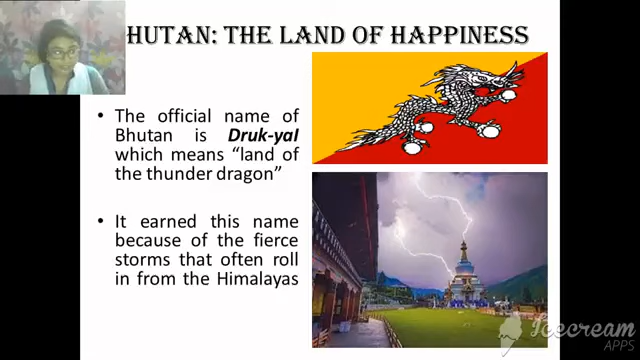 HUTAN: THE LAND OF HAPPINESS
• The official name of
Bhutan is Druk-yal
which means “land of
the thunder dragon”
• It earned this name
because of the fierce
storms that often roll
in from the Himalayas
Icecream
APPS